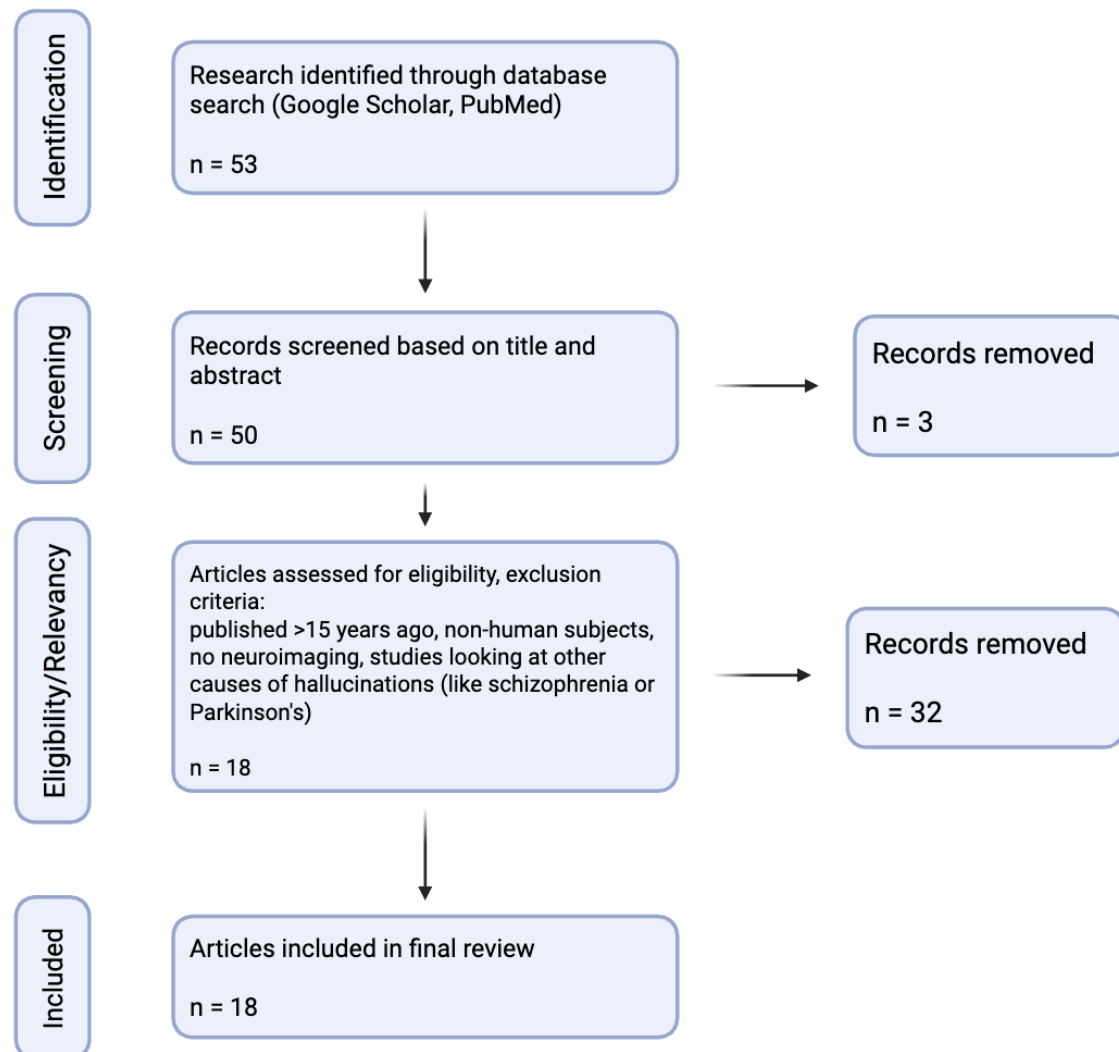 Identification
Research identified through database
search (Google Scholar, PubMed)
n = 53
Screening
Records screened based on title and
abstract
n = 50
Records removed
n = 3
Eligibility/Relevancy
Articles assessed for eligibility, exclusion
criteria:
published >15 years ago, non-human subjects,
no neuroimaging, studies looking at other
causes of hallucinations (like schizophrenia or
Parkinson's)
n = 18
Records removed
n = 32
Included
Articles included in final review
n = 18